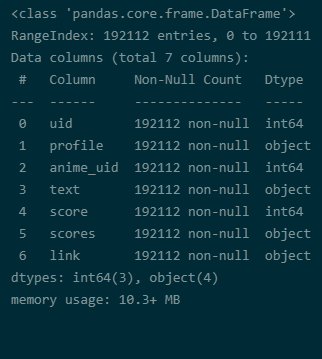 <class 'pandas.core.frame.DataFrame'>
RangeIndex: 192112 entries, 0 to 192111
Data columns (total 7 columns):
 #   Column     Non-Null Count   Dtype
---  ------     --------------   -----
 0   uid        192112 non-null  int64
 1   profile    192112 non-null  object
 2   anime_uid  192112 non-null  int64
 3   text       192112 non-null  object
 4   score      192112 non-null  int64
 5   scores     192112 non-null  object
 6   link       192112 non-null  object
dtypes: int64(3), object(4)
memory usage: 10.3+ MB